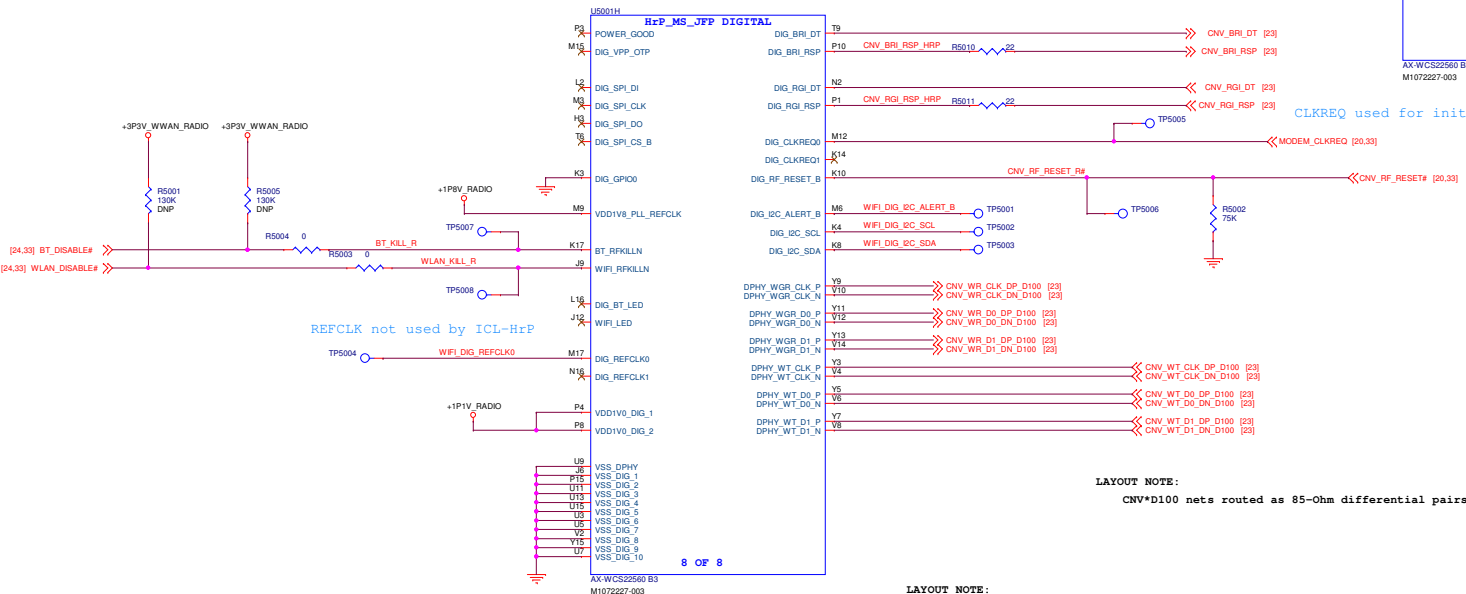 U5001H
HrP_MS_JFP DIGITAL
P3 POWER_GOOD
M15 DIG_VPP_OTP
L2 DIG_SPI_DI
M3 DIG_SPI_CLK
H3 DIG_SPI_DO
T6 DIG_SPI_CS_B
K3 DIG_GPIO0
+1P8V_RADIO
M9 VDD1V8_PLL_REFCLK
+3P3V_WWAN_RADIO
+3P3V_WWAN_RADIO
R5001
130K
DNP
R5005
130K
DNP
TP5007
[24,33] BT_DISABLE#
R5004 0
BT_KILL_R
K17 BT_RFKILLN
[24,33] WLAN_DISABLE#
R5003 0
WLAN_KILL_R
J9 WIFI_RFKILLN
TP5008
L16 DIG_BT_LED
J12 WIFI_LED
REFCLK not used by ICL-HrP
TP5004
WIFI_DIG_REFCLK0
M17 DIG_REFCLK0
N16 DIG_REFCLK1
+1P1V_RADIO
P4 VDD1V0_DIG_1
P8 VDD1V0_DIG_2
U9 VSS_DPHY
J6 VSS_DIG_1
P15 VSS_DIG_2
U11 VSS_DIG_3
U13 VSS_DIG_4
U15 VSS_DIG_5
U3 VSS_DIG_6
U5 VSS_DIG_7
V2 VSS_DIG_8
Y15 VSS_DIG_9
U7 VSS_DIG_10
8 OF 8
AX-WCS22560 B3
M1072227-003
DIG_BRI_DT T9 CNV_BRI_DT [23]
DIG_BRI_RSP P10 CNV_BRI_RSP_HRP R5010 22 CNV_BRI_RSP [23]
DIG_RGI_DT N2 CNV_RGI_DT [23]
DIG_RGI_RSP P1 CNV_RGI_RSP_HRP R5011 22 CNV_RGI_RSP [23]
TP5005
CLKREQ used for init
DIG_CLKREQ0 M12 MODEM_CLKREQ [20,33]
DIG_CLKREQ1 K14
DIG_RF_RESET_B K10 CNV_RF_RESET_R# CNV_RF_RESET# [20,33]
TP5006
R5002
75K
DIG_I2C_ALERT_B M6 WIFI_DIG_I2C_ALERT_B TP5001
DIG_I2C_SCL K4 WIFI_DIG_I2C_SCL TP5002
DIG_I2C_SDA K8 WIFI_DIG_I2C_SDA TP5003
DPHY_WGR_CLK_P Y9 CNV_WR_CLK_DP_D100 [23]
DPHY_WGR_CLK_N V10 CNV_WR_CLK_DN_D100 [23]
DPHY_WGR_D0_P Y11 CNV_WR_D0_DP_D100 [23]
DPHY_WGR_D0_N V12 CNV_WR_D0_DN_D100 [23]
DPHY_WGR_D1_P Y13 CNV_WR_D1_DP_D100 [23]
DPHY_WGR_D1_N V14 CNV_WR_D1_DN_D100 [23]
DPHY_WT_CLK_P Y3 CNV_WT_CLK_DP_D100 [23]
DPHY_WT_CLK_N V4 CNV_WT_CLK_DN_D100 [23]
DPHY_WT_D0_P Y5 CNV_WT_D0_DP_D100 [23]
DPHY_WT_D0_N V6 CNV_WT_D0_DN_D100 [23]
DPHY_WT_D1_P Y7 CNV_WT_D1_DP_D100 [23]
DPHY_WT_D1_N V8 CNV_WT_D1_DN_D100 [23]
LAYOUT NOTE:
CNV*D100 nets routed as 85-Ohm differential pairs
LAYOUT NOTE:
AX-WCS22560 B
M1072227-003